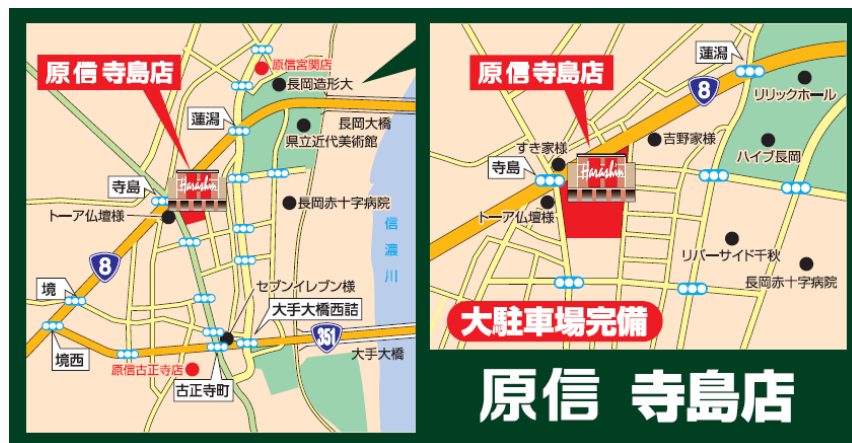 原信 寺島店
原信宮関店
長岡造形大
蓮潟
長岡大橋
県立近代美術館
寺島
Harashin
トーア仏壇様
長岡赤十字病院
信濃川
8
境
セブンイレブン様
大手大橋西詰
351
境西
大手大橋
原信古正寺店
古正寺町
原信 寺島店
蓮潟
8
リリックホール
すき家様
吉野家様
寺島
Harashin
ハイブ長岡
トーア仏壇様
リバーサイド千秋
長岡赤十字病院
大駐車場完備
原信 寺島店